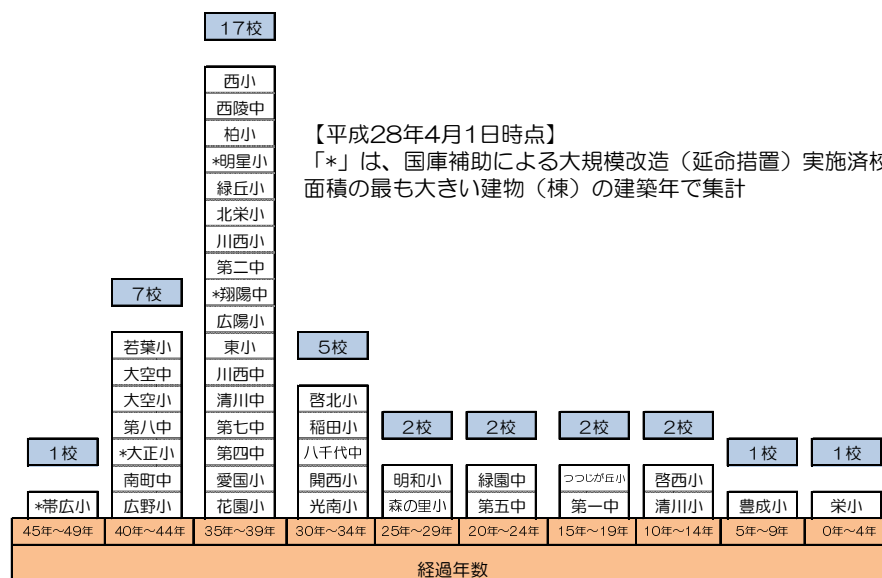 17校
西小
西陵中
柏小
*明星小
緑丘小
北栄小
川西小
第二中
*翔陽中
広陽小
東小
川西中
清川中
第七中
第四中
愛国小
花園小
【平成28年4月1日時点】
「*」は、国庫補助による大規模改造（延命措置）実施済校
面積の最も大きい建物（棟）の建築年で集計
7校
若葉小
大空中
大空小
第八中
*大正小
南町中
広野小
5校
啓北小
稲田小
八千代中
開西小
光南小
1校
*帯広小
2校
明和小
森の里小
2校
緑園中
第五中
2校
つつじが丘小
第一中
2校
啓西小
清川小
1校
豊成小
1校
栄小
45年～49年 40年～44年 35年～39年 30年～34年 25年～29年 20年～24年 15年～19年 10年～14年 5年～9年 0年～4年
経過年数